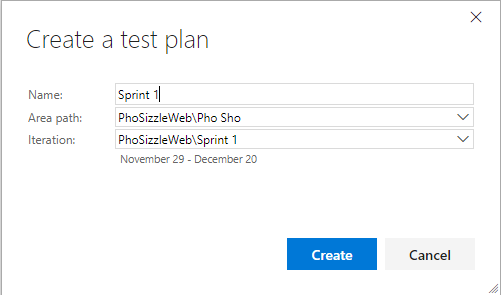 Create a test plan
Name: Sprint 1
Area path: PhoSizzleWeb\Pho Sho
Iteration: PhoSizzleWeb\Sprint 1
November 29 - December 20
Create Cancel